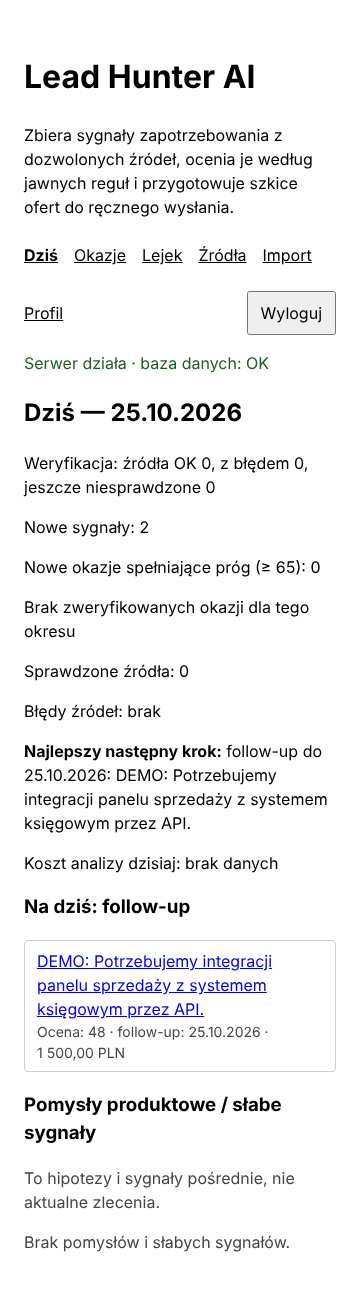 Lead Hunter AI
Zbiera sygnały zapotrzebowania z
dozwolonych źródeł, ocenia je według
jawnych reguł i przygotowuje szkice
ofert do ręcznego wysłania.
Dziś Okazje Lejek Źródła Import
Profil Wyloguj
Serwer działa · baza danych: OK
Dziś — 25.10.2026
Weryfikacja: źródła OK 0, z błędem 0,
jeszcze niesprawdzone 0
Nowe sygnały: 2
Nowe okazje spełniające próg (≥ 65): 0
Brak zweryfikowanych okazji dla tego
okresu
Sprawdzone źródła: 0
Błędy źródeł: brak
Najlepszy następny krok: follow-up do
25.10.2026: DEMO: Potrzebujemy
integracji panelu sprzedaży z systemem
księgowym przez API.
Koszt analizy dzisiaj: brak danych
Na dziś: follow-up
DEMO: Potrzebujemy integracji
panelu sprzedaży z systemem
księgowym przez API.
Ocena: 48 · follow-up: 25.10.2026 ·
1 500,00 PLN
Pomysły produktowe / słabe
sygnały
To hipotezy i sygnały pośrednie, nie
aktualne zlecenia.
Brak pomysłów i słabych sygnałów.